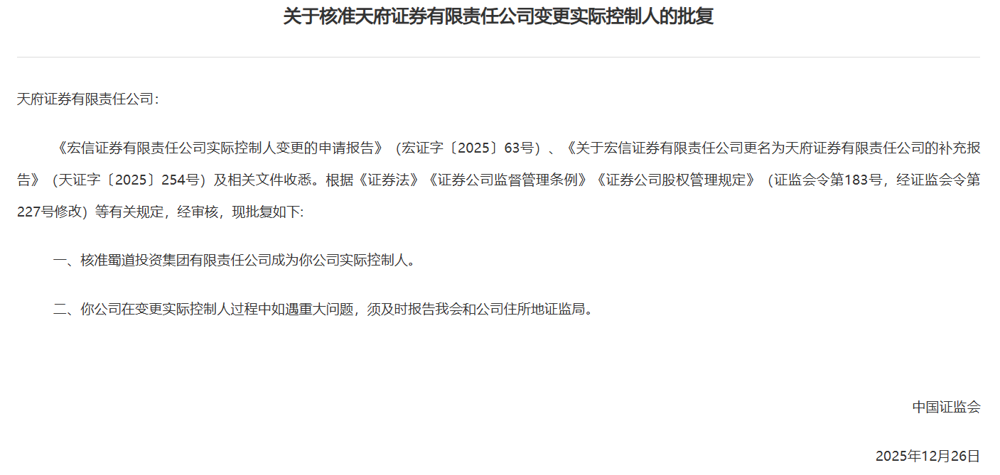 关于核准天府证券有限责任公司变更实际控制人的批复
天府证券有限责任公司：
《宏信证券有限责任公司实际控制人变更的申请报告》（宏证字〔2025〕63号）、《关于宏信证券有限责任公司更名为天府证券有限责任公司的补充报
告》（天证字〔2025〕254号）及相关文件收悉。根据《证券法》《证券公司监督管理条例》《证券公司股权管理规定》（证监会令第183号，经证监会令第
227号修改）等有关规定，经审核，现批复如下:
一、核准蜀道投资集团有限责任公司成为你公司实际控制人。
二、你公司在变更实际控制人过程中如遇重大问题，须及时报告我会和公司住所地证监局。
中国证监会
2025年12月26日